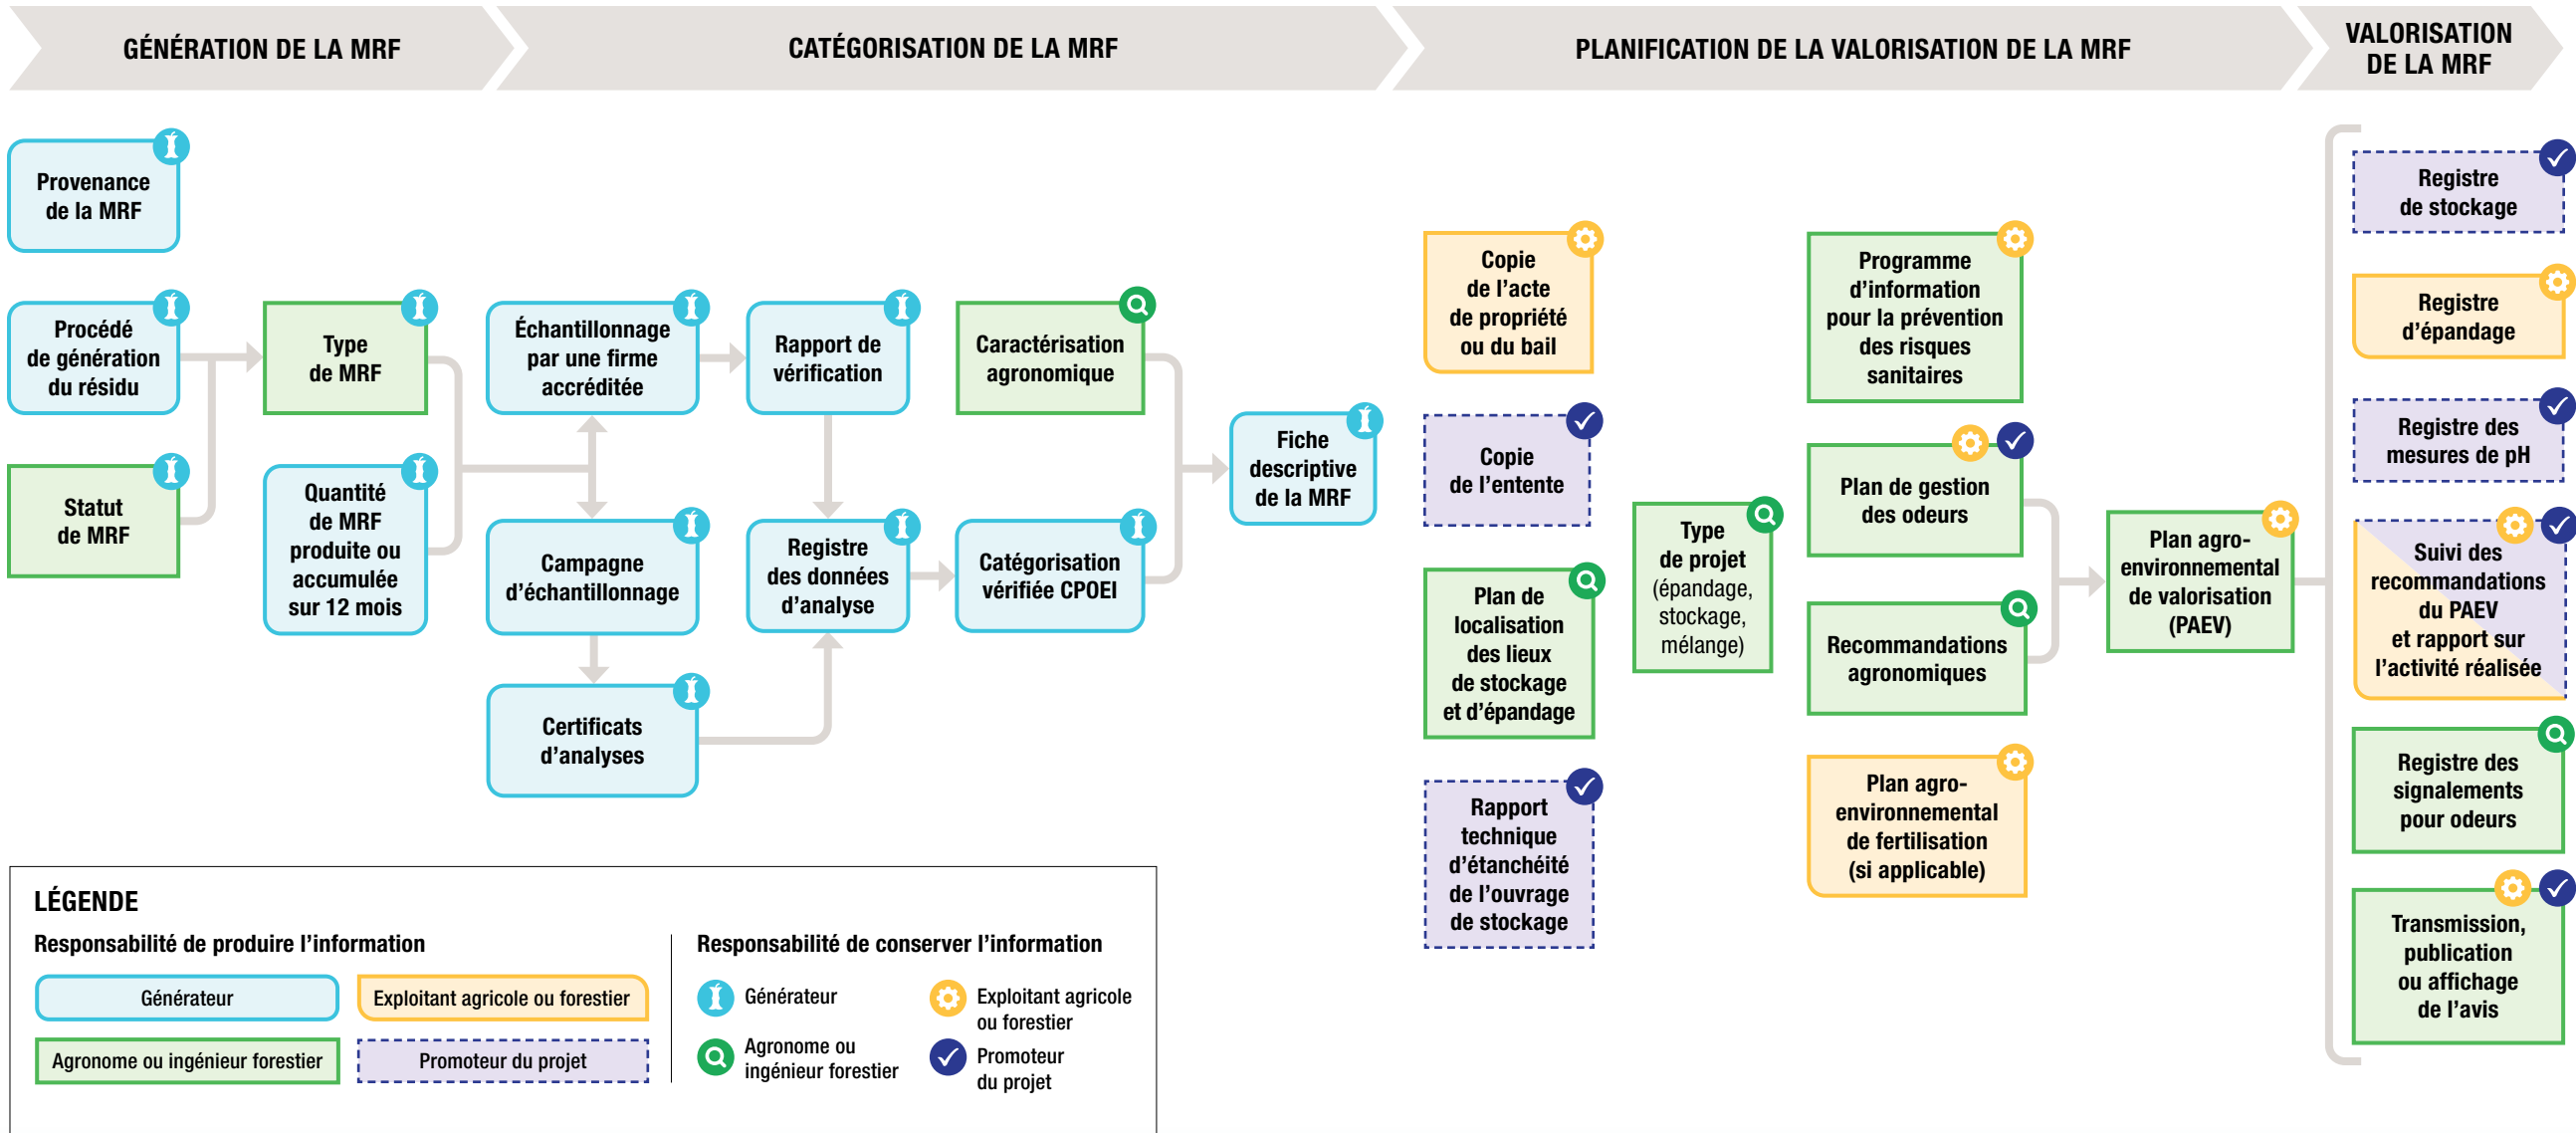 GÉNÉRATION DE LA MRF
CATÉGORISATION DE LA MRF
PLANIFICATION DE LA VALORISATION DE LA MRF
VALORISATION
DE LA MRF
Provenance
de la MRF
Procédé
de génération
du résidu
Statut
de MRF
Type
de MRF
Quantité
de MRF
produite ou
accumulée
sur 12 mois
Échantillonnage
par une firme
accréditée
Campagne
d’échantillonnage
Certificats
d’analyses
Rapport de
vérification
Registre
des données
d’analyse
Caractérisation
agronomique
Catégorisation
vérifiée CPOEI
Fiche
descriptive
de la MRF
Copie
de l’acte
de propriété
ou du bail
Copie
de l’entente
Plan de
localisation
des lieux
de stockage
et d’épandage
Rapport
technique
d’étanchéité
de l’ouvrage
de stockage
Type
de projet
(épandage,
stockage,
mélange)
Programme
d’information
pour la prévention
des risques
sanitaires
Plan de gestion
des odeurs
Recommandations
agronomiques
Plan agro-
environnemental
de fertilisation
(si applicable)
Plan agro-
environnemental
de valorisation
(PAEV)
Registre
de stockage
Registre
d’épandage
Registre des
mesures de pH
Suivi des
recommandations
du PAEV
et rapport sur
l’activité réalisée
Registre des
signalements
pour odeurs
Transmission,
publication
ou affichage
de l’avis
LÉGENDE
Responsabilité de produire l’information
Générateur
Exploitant agricole ou forestier
Agronome ou ingénieur forestier
Promoteur du projet
Responsabilité de conserver l’information
Générateur
Exploitant agricole
ou forestier
Agronome ou
ingénieur forestier
Promoteur
du projet